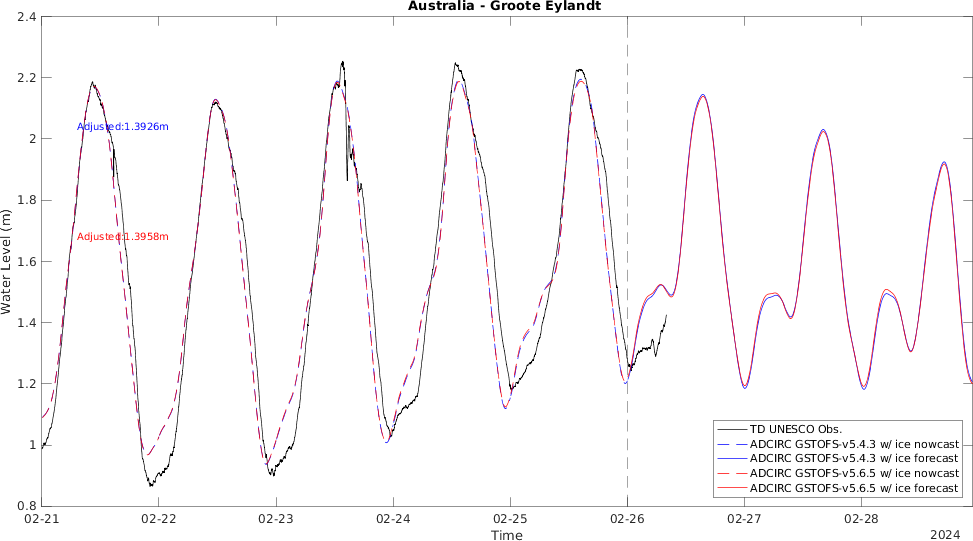 Australia - Groote Eylandt
2.4
2.2
2
1.8
1.6
1.4
1.2
1
0.8
Water Level (m)
Adjusted:1.3926m
Adjusted:1.3958m
TD UNESCO Obs.
ADCIRC GSTOFS-v5.4.3 w/ ice nowcast
ADCIRC GSTOFS-v5.4.3 w/ ice forecast
ADCIRC GSTOFS-v5.6.5 w/ ice nowcast
ADCIRC GSTOFS-v5.6.5 w/ ice forecast
02-21 02-22 02-23 02-24 02-25 02-26 02-27 02-28
Time
2024